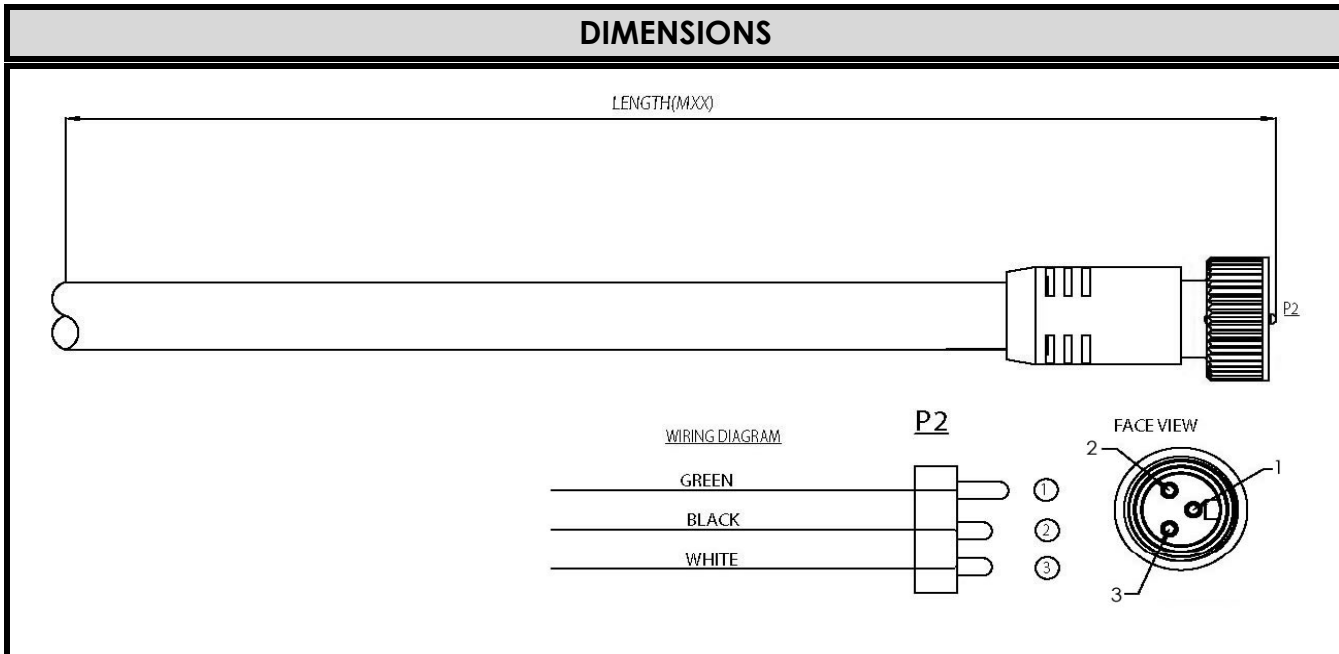 DIMENSIONS
LENGTH(MXX)
P2
WIRING DIAGRAM
P2
FACE VIEW
GREEN
1
BLACK
2
WHITE
3
2
1
3